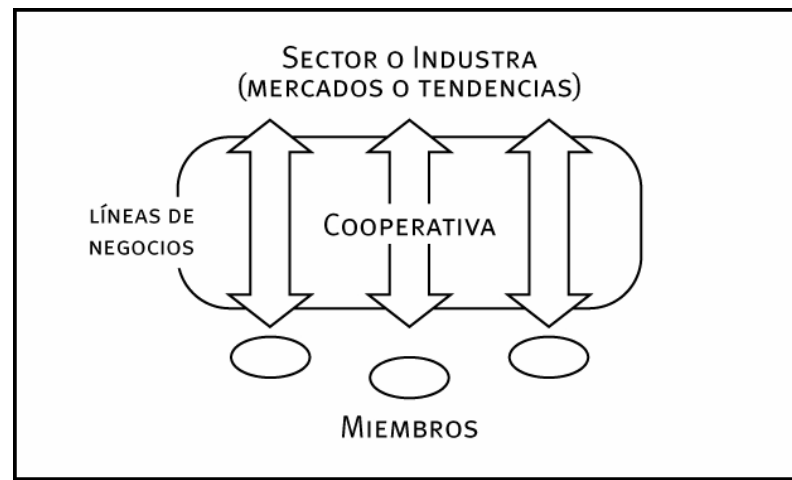 Sector o Industra
(mercados o tendencias)
líneas de
negocios
Cooperativa
Miembros